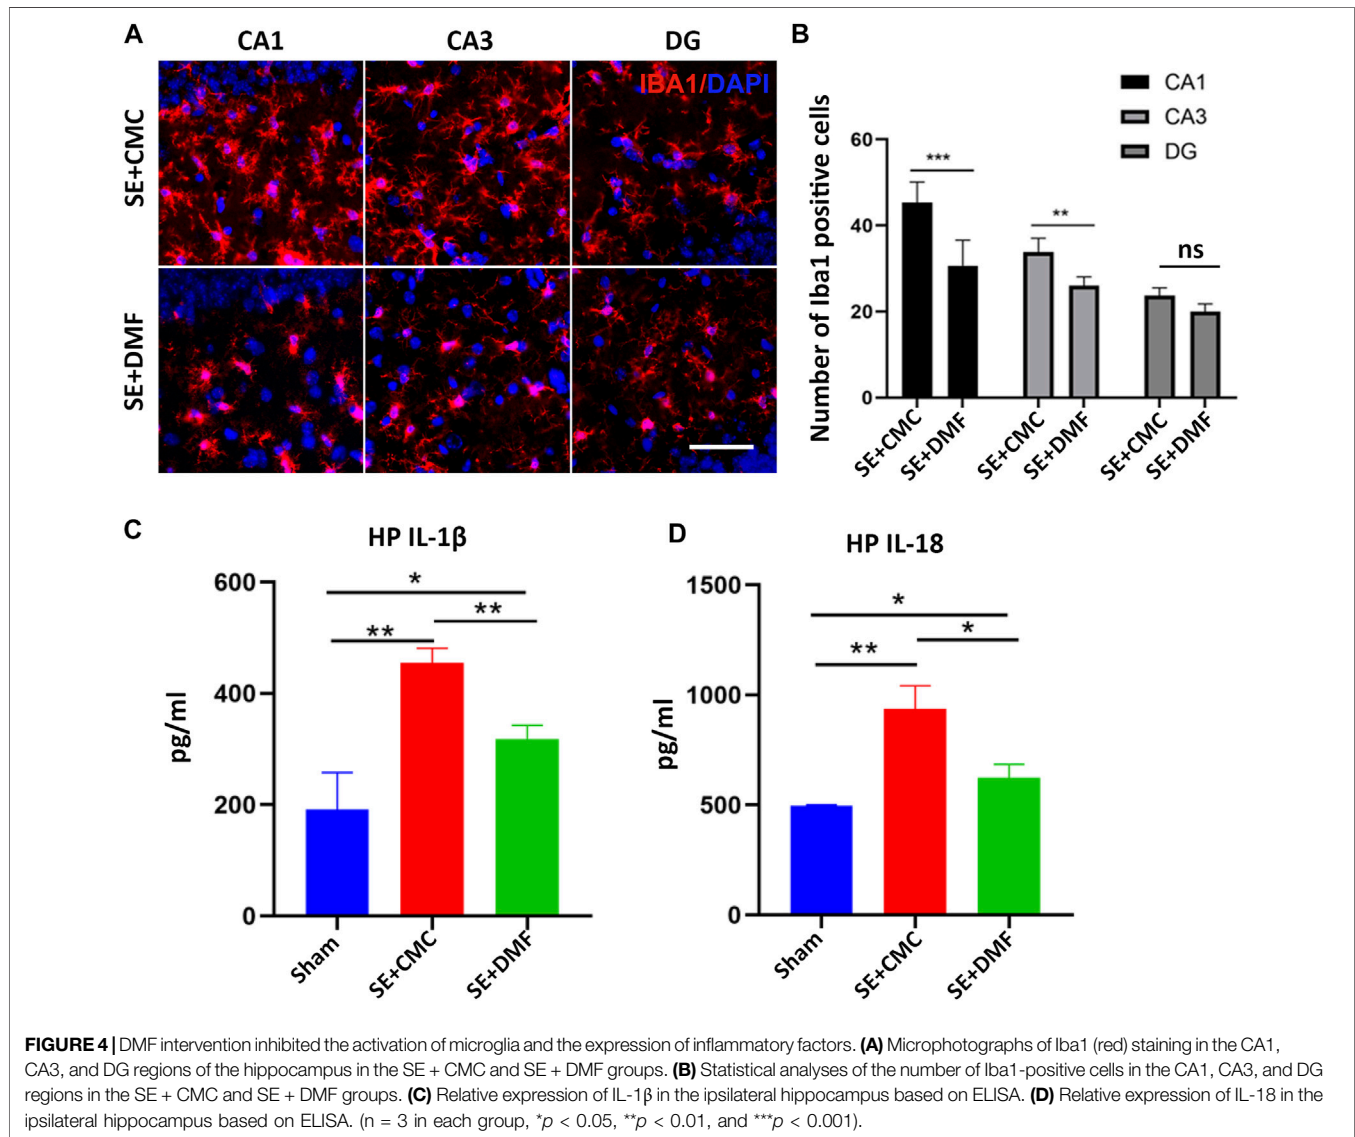 A
CA1
CA3
DG
IBA1/DAPI
SE+CMC
SE+DMF
B
CA1
CA3
DG
Number of Iba1 positive cells
60
40
20
0
***
**
ns
SE+CMC
SE+DMF
SE+CMC
SE+DMF
SE+CMC
SE+DMF
C
HP IL-1β
pg/ml
600
400
200
0
*
**
**
Sham
SE+CMC
SE+DMF
D
HP IL-18
pg/ml
1500
1000
500
0
*
*
**
Sham
SE+CMC
SE+DMF
FIGURE 4 | DMF intervention inhibited the activation of microglia and the expression of inflammatory factors. (A) Microphotographs of Iba1 (red) staining in the CA1,
CA3, and DG regions of the hippocampus in the SE + CMC and SE + DMF groups. (B) Statistical analyses of the number of Iba1-positive cells in the CA1, CA3, and DG
regions in the SE + CMC and SE + DMF groups. (C) Relative expression of IL-1β in the ipsilateral hippocampus based on ELISA. (D) Relative expression of IL-18 in the
ipsilateral hippocampus based on ELISA. (n = 3 in each group, *p < 0.05, **p < 0.01, and ***p < 0.001).